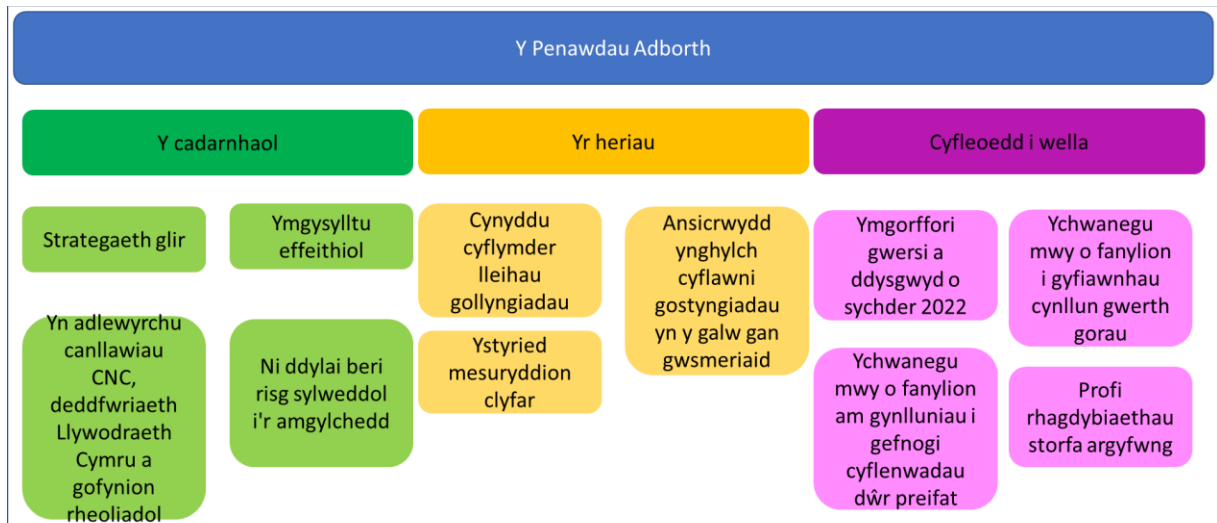 Y Penawdau Adborth
Y cadarnhaol
Strategaeth glir
Ymgysylltu
effeithiol
Yn adlewyrchu
canllawiau
CNC,
deddfwriaeth
Llywodraeth
Cymru a
gofynion
rheoliadol
Ni ddylai beri
risg sylweddol
i'r amgylchedd
Yr heriau
Cynyddu
cyflymder
lleihau
gollyngiadau
Ansicrwydd
ynghylch
cyflawni
gostyngiadau
yn y galw gan
gwsmeriaid
Ystyried
mesuryddion
clyfar
Cyfleoedd i wella
Ymgorffori
gwersi a
ddysgwyd o
sychder 2022
Ychwanegu
mwy o fanylion
i gyfiawnhau
cynllun gwerth
gorau
Ychwanegu
mwy o fanylion
am gynlluniau i
gefnogi
cyflenwadau
dŵr preifat
Profi
rhagdybiaethau
storfa argyfwng